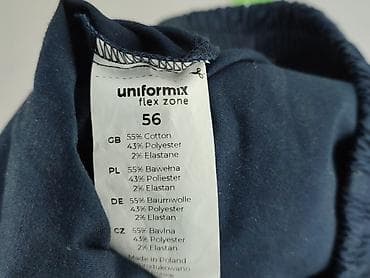 uniformix
flex zone
56
GB 55% Cotton
43% Polyester
2% Elastane
PL 55% Bawełna
43% Poliester
2% Elastan
DE 55% Baumwolle
43% Polyester
2% Elastan
CZ 55% Bavlna
43% Polyester
2% Elastan
Made in Poland